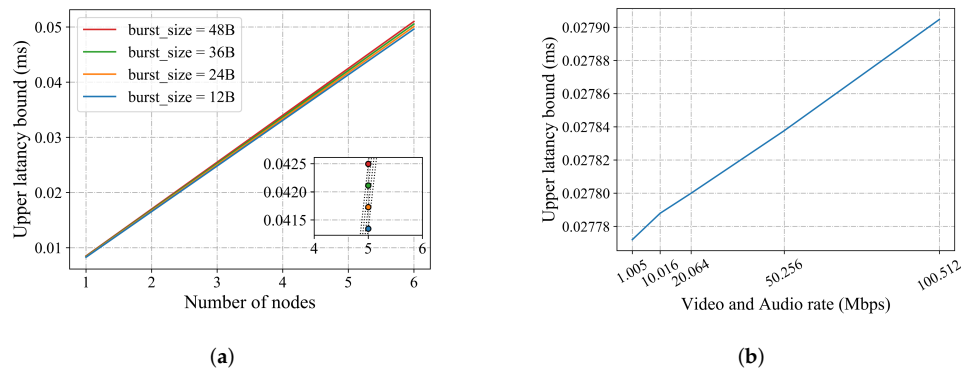 Upper latancy bound (ms)
0.05
0.04
0.03
0.02
0.01
burst_size = 48B
burst_size = 36B
burst_size = 24B
burst_size = 12B
0.0425
0.0420
0.0415
4 5 6
1 2 3 4 5 6
Number of nodes
(a)
Upper latancy bound (ms)
0.02790
0.02788
0.02786
0.02784
0.02782
0.02780
0.02778
1.005 10.016 20.064 50.256 100.512
Video and Audio rate (Mbps)
(b)